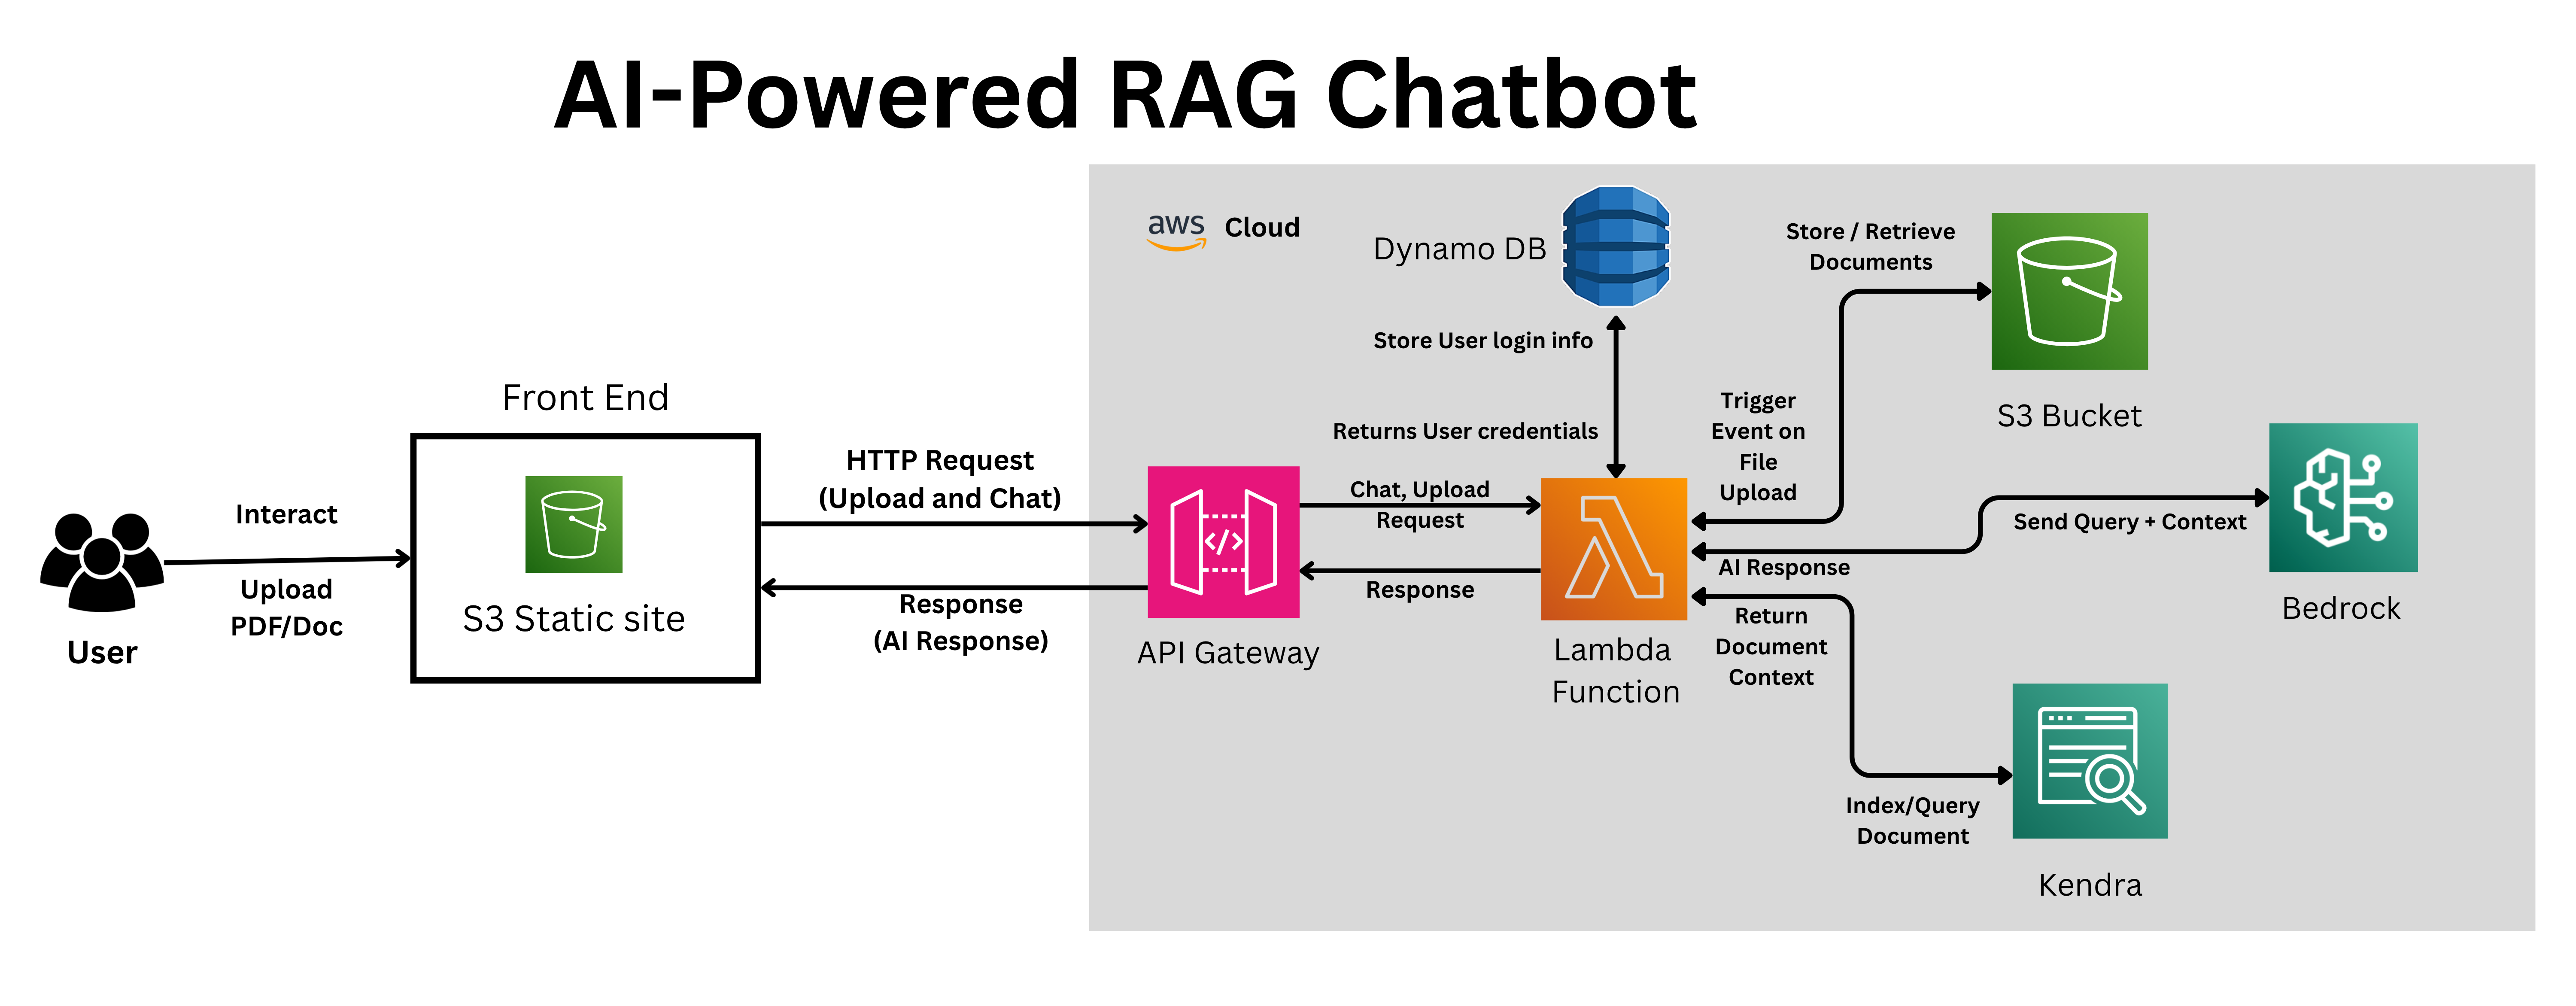 AI-Powered RAG Chatbot
aws Cloud
Dynamo DB
Store / Retrieve
Documents
Store User login info
Returns User credentials
Trigger
Event on
File
Upload
S3 Bucket
Front End
S3 Static site
Interact
Upload
PDF/Doc
User
HTTP Request
(Upload and Chat)
Response
(AI Response)
</>
API Gateway
Chat, Upload
Request
Response
Lambda
Function
Send Query + Context
AI Response
Bedrock
Return
Document
Context
Index/Query
Document
Kendra